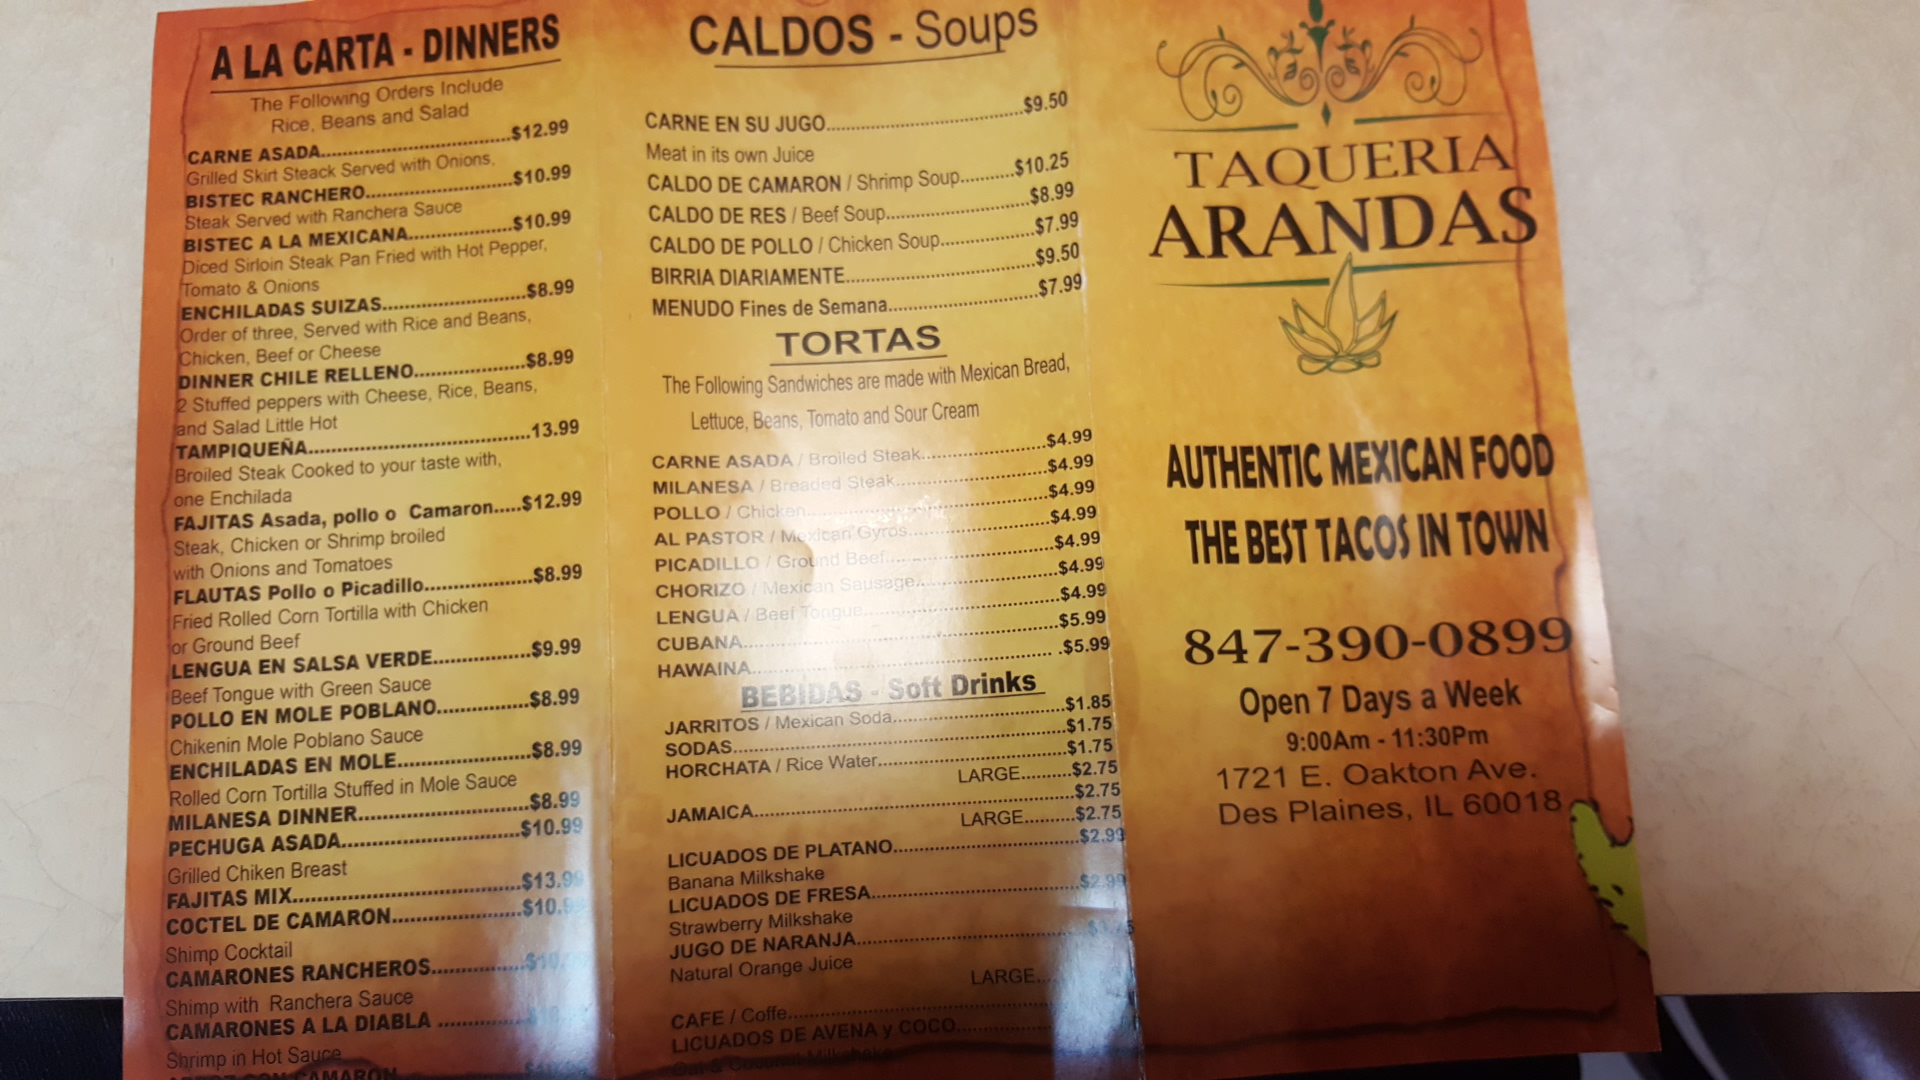 A LA CARTA - DINNERS
The Following Orders Include
Rice, Beans and Salad
CARNE ASADA...$12.99
Grilled Skirt Steack Served with Onions.
BISTEC RANCHERO...$10.99
Steak Served with Ranchera Sauce
BISTEC A LA MEXICANA...$10.99
Diced Sirloin Steak Pan Fried with Hot Pepper,
Tomato & Onions
ENCHILADAS SUIZAS...$8.99
Order of three, Served with Rice and Beans,
Chicken, Beef or Cheese
DINNER CHILE RELLENO...$8.99
2 Stuffed peppers with Cheese, Rice, Beans,
and Salad Little Hot
TAMPIQUEÑA...13.99
Broiled Steak Cooked to your taste with,
one Enchilada
FAJITAS Asada, pollo o Camaron.....$12.99
Steak, Chicken or Shrimp broiled
with Onions and Tomatoes
FLAUTAS Pollo o Picadillo...$8.99
Fried Rolled Corn Tortilla with Chicken
or Ground Beef
LENGUA EN SALSA VERDE...$9.99
Beef Tongue with Green Sauce
POLLO EN MOLE POBLANO...$8.99
Chikenin Mole Poblano Sauce
ENCHILADAS EN MOLE...$8.99
Rolled Corn Tortilla Stuffed in Mole Sauce
MILANESA DINNER...$8.99
PECHUGA ASADA...$10.99
Grilled Chiken Breast
FAJITAS MIX...$13.99
COCTEL DE CAMARON...
Shimp Cocktail
CAMARONES RANCHEROS...
Shimp with Ranchera Sauce
CAMARONES A LA DIABLA ...
Shrimp in Hot Sauce
CAMARON
CALDOS - Soups
CARNE EN SU JUGO...$9.50
Meat in its own Juice
CALDO DE CAMARON / Shrimp Soup...$10.25
CALDO DE RES / Beef Soup...$8.99
CALDO DE POLLO / Chicken Soup...$7.99
BIRRIA DIARIAMENTE...$9.50
MENUDO Fines de Semana...$7.99
TORTAS
The Following Sandwiches are made with Mexican Bread,
Lettuce, Beans, Tomato and Sour Cream
CARNE ASADA / Broiled Steak...$4.99
MILANESA / Breaded Steak...$4.99
POLLO / Chicken...$4.99
AL PASTOR / Mexican Gyros...$4.99
PICADILLO / Ground Beef...$4.99
CHORIZO / Mexican Sausage...$4.99
LENGUA / Beef Tongue...$4.99
CUBANA...$5.99
HAWAINA...$5.99
BEBIDAS - Soft Drinks
JARRITOS / Mexican Soda...$1.85
SODAS...$1.75
HORCHATA / Rice Water...$1.75
LARGE...$2.75
JAMAICA...$2.75
LARGE...$2.75
LICUADOS DE PLATANO...$2.99
Banana Milkshake
LICUADOS DE FRESA...$2.99
Strawberry Milkshake
JUGO DE NARANJA...
Natural Orange Juice
LARGE...
CAFE / Coffe...
LICUADOS DE AVENA y COCO...
Oat & Coconut Milkshake
TAQUERIA
ARANDAS
AUTHENTIC MEXICAN FOOD
THE BEST TACOS IN TOWN
847-390-0899
Open 7 Days a Week
9:00Am - 11:30Pm
1721 E. Oakton Ave.
Des Plaines, IL 60018